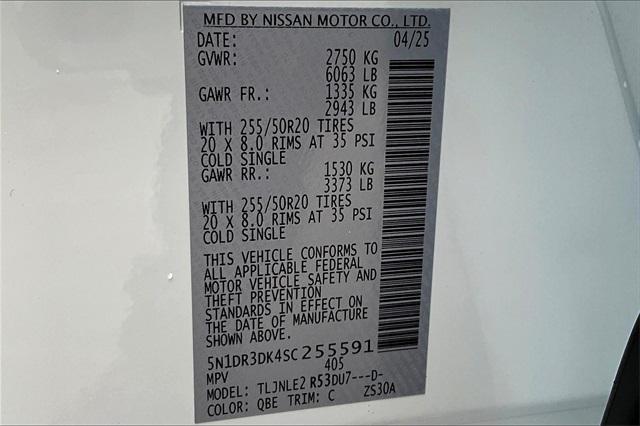 MFD BY NISSAN MOTOR CO., LTD.
DATE: 04/25
GVWR: 2750 KG
6063 LB
GAWR FR.: 1335 KG
2943 LB
WITH 255/50R20 TIRES
20 X 8.0 RIMS AT 35 PSI
COLD SINGLE
GAWR RR.: 1530 KG
3373 LB
WITH 255/50R20 TIRES
20 X 8.0 RIMS AT 35 PSI
COLD SINGLE
THIS VEHICLE CONFORMS TO
ALL APPLICABLE FEDERAL
MOTOR VEHICLE SAFETY AND
THEFT PREVENTION
STANDARDS IN EFFECT ON
THE DATE OF MANUFACTURE
SHOWN ABOVE.
5N1DR3DK4SC255591
MPV 405
MODEL: TLJNLE2 R53DU7---D-
COLOR: QBE TRIM: C ZS30A